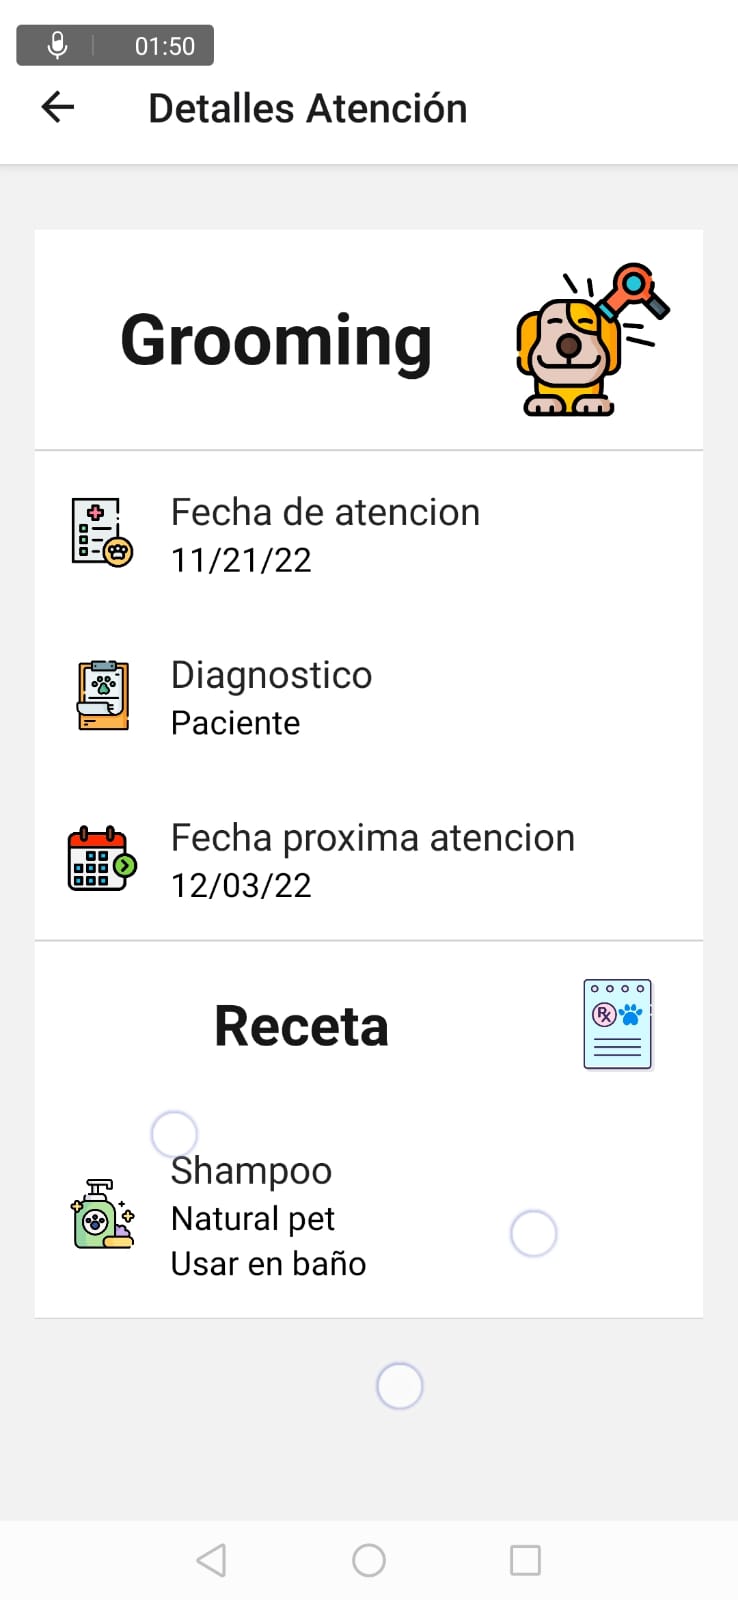 01:50
Detalles Atención
Grooming
Fecha de atencion
11/21/22
Diagnostico
Paciente
Fecha proxima atencion
12/03/22
Receta
Rx
Shampoo
Natural pet
Usar en baño